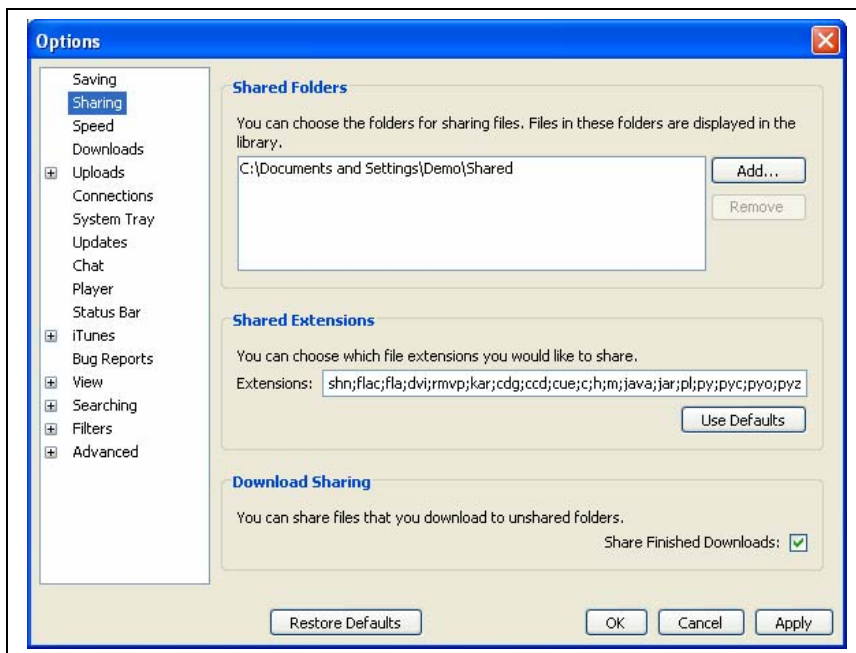 Options
Saving
Sharing
Speed
Downloads
Uploads
Connections
System Tray
Updates
Chat
Player
Status Bar
iTunes
Bug Reports
View
Searching
Filters
Advanced
Shared Folders
You can choose the folders for sharing files. Files in these folders are displayed in the
library.
C:\Documents and Settings\Demo\Shared
Add...
Remove
Shared Extensions
You can choose which file extensions you would like to share.
Extensions: shn;flac;fla;dvi;rmvp;kar;cdg;ccd;cue;c;h;m;java;jar;pl;py;pyc;pyo;pyz
Use Defaults
Download Sharing
You can share files that you download to unshared folders.
Share Finished Downloads:
Restore Defaults
OK
Cancel
Apply